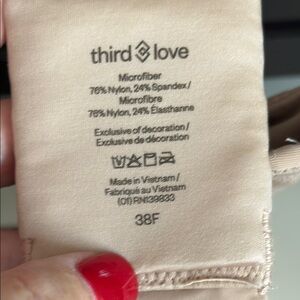 third love
Microfiber
76% Nylon, 24% Spandex/
Microfibre
76% Nylon, 24% Élasthanne
Exclusive of decoration/
Exclusive de décoration
Made in Vietnam/
Fabriqué au Vietnam
(01) RN139833
38F